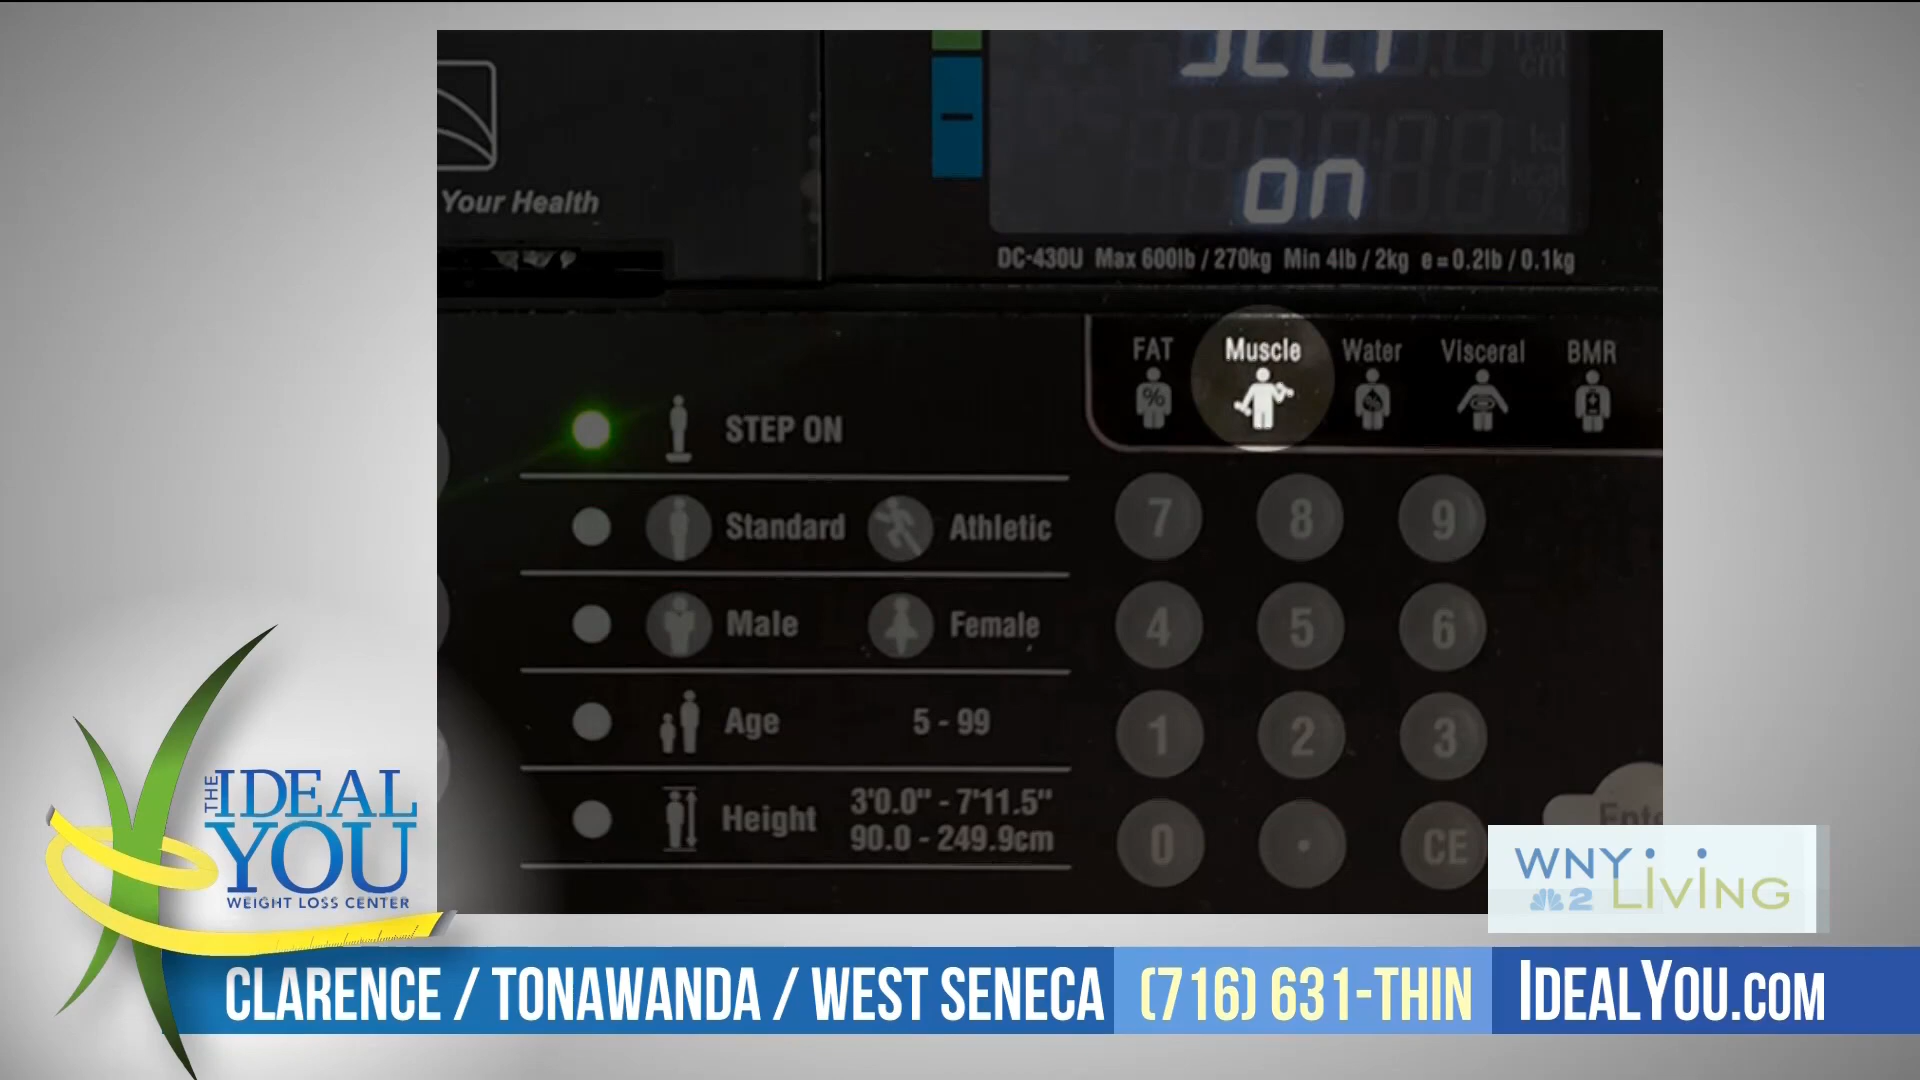 Your Health
on
DC-430U Max 600lb / 270kg Min 4lb / 2kg e = 0.2lb / 0.1kg
FAT Muscle Water Visceral BMR
STEP ON
Standard Athletic
Male Female
Age 5 - 99
Height 3'0.0" - 7'11.5"
90.0 - 249.9cm
7 8 9
4 5 6
1 2 3
0 . CE
THE IDEAL
YOU
WEIGHT LOSS CENTER
WNY LiViNG
2
CLARENCE / TONAWANDA / WEST SENECA (716) 631-THIN IDEALYOU.COM